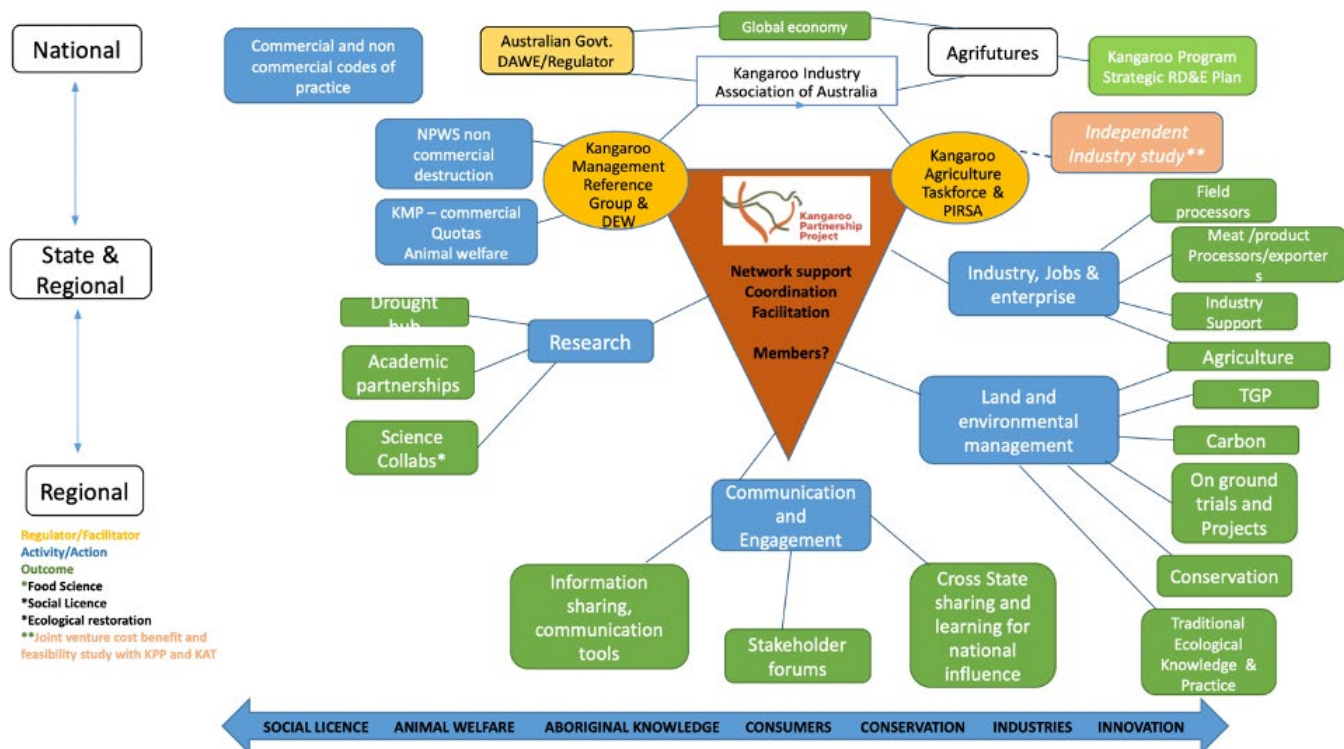 National
State &
Regional
Regional
Regulator/Facilitator
Activity/Action
Outcome
*Food Science
*Social Licence
*Ecological restoration
**Joint venture cost benefit and
feasibility study with KPP and KAT
Commercial and non
commercial codes of
practice
Australian Govt.
DAWE/Regulator
Global economy
Kangaroo Industry
Association of Australia
Agrifutures
Kangaroo Program
Strategic RD&E Plan
NPWS non
commercial
destruction
KMP – commercial
Quotas
Animal welfare
Kangaroo
Management
Reference
Group &
DEW
Kangaroo
Agriculture
Taskforce &
PIRSA
Independent
Industry study**
Kangaroo
Partnership
Project
Network support
Coordination
Facilitation
Members?
Industry, Jobs &
enterprise
Field
processors
Meat /product
Processors/exporter
s
Industry
Support
Agriculture
Research
Drought
hub
Academic
partnerships
Science
Collabs*
Land and
environmental
management
TGP
Carbon
On ground
trials and
Projects
Conservation
Traditional
Ecological
Knowledge &
Practice
Communication
and
Engagement
Information
sharing,
communication
tools
Stakeholder
forums
Cross State
sharing and
learning for
national
influence
SOCIAL LICENCE ANIMAL WELFARE ABORIGINAL KNOWLEDGE CONSUMERS CONSERVATION INDUSTRIES INNOVATION